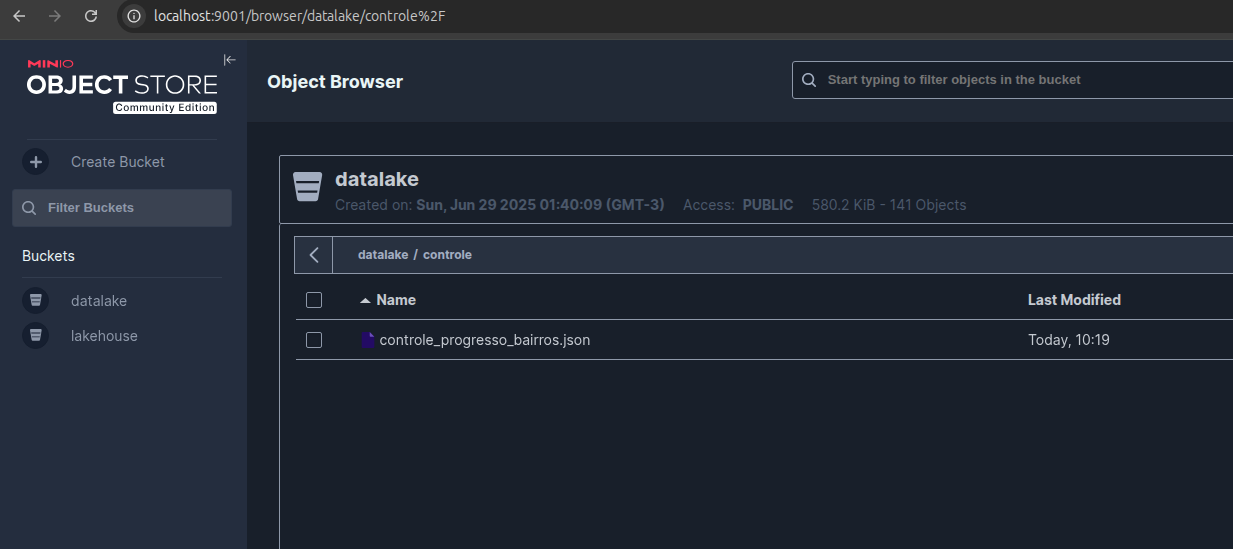 localhost:9001/browser/datalake/controle%2F
MINIO
OBJECT STORE
Community Edition
Create Bucket
Filter Buckets
Buckets
datalake
lakehouse
Object Browser
Start typing to filter objects in the bucket
datalake
Created on: Sun, Jun 29 2025 01:40:09 (GMT-3) Access: PUBLIC 580.2 KiB - 141 Objects
datalake / controle
Name Last Modified
controle_progresso_bairros.json Today, 10:19